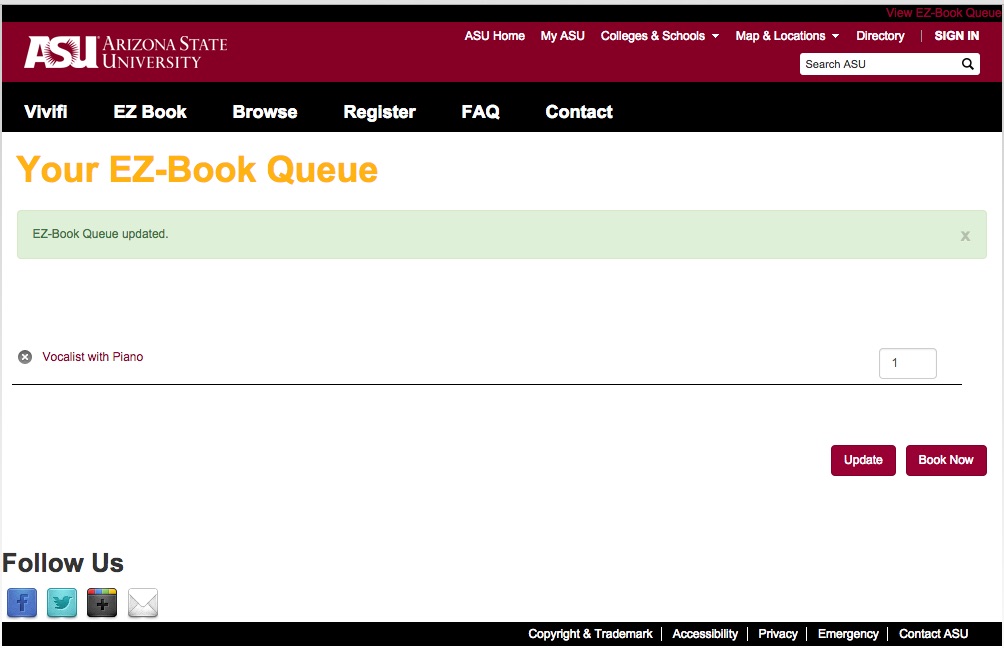 View EZ-Book Queue
ASU Home My ASU Colleges & Schools Map & Locations Directory SIGN IN
ASU ARIZONA STATE
UNIVERSITY
Search ASU
Vivifi EZ Book Browse Register FAQ Contact
Your EZ-Book Queue
EZ-Book Queue updated. x
Vocalist with Piano 1
Update Book Now
Follow Us
Copyright & Trademark Accessibility Privacy Emergency Contact ASU